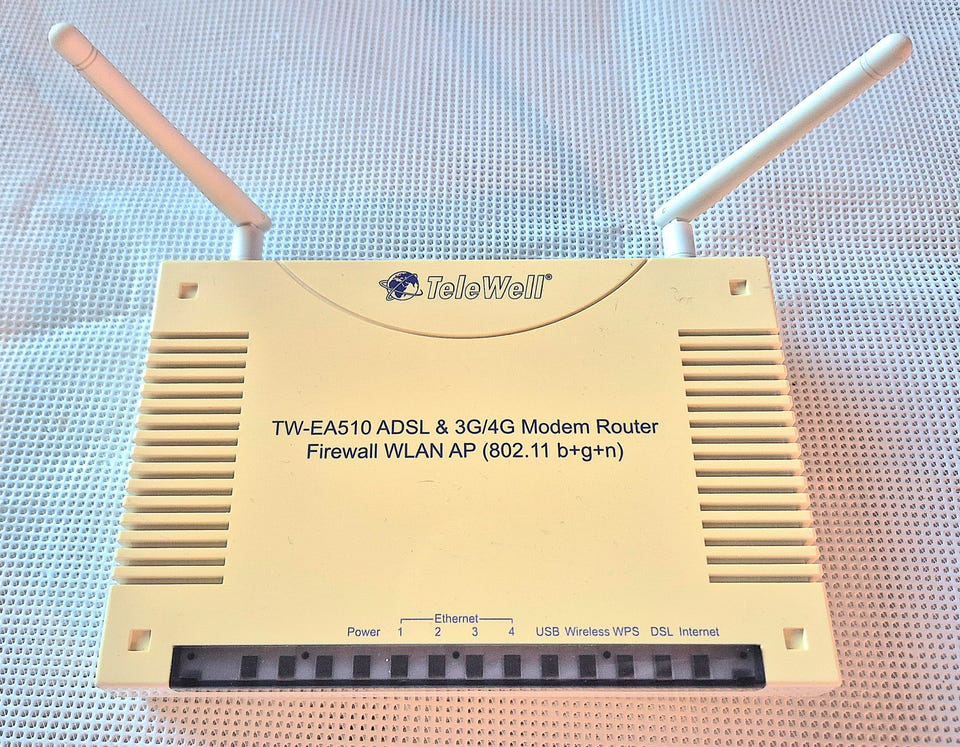 TeleWell®
TW-EA510 ADSL & 3G/4G Modem Router
Firewall WLAN AP (802.11 b+g+n)
Ethernet
Power 1 2 3 4 USB Wireless WPS DSL Internet